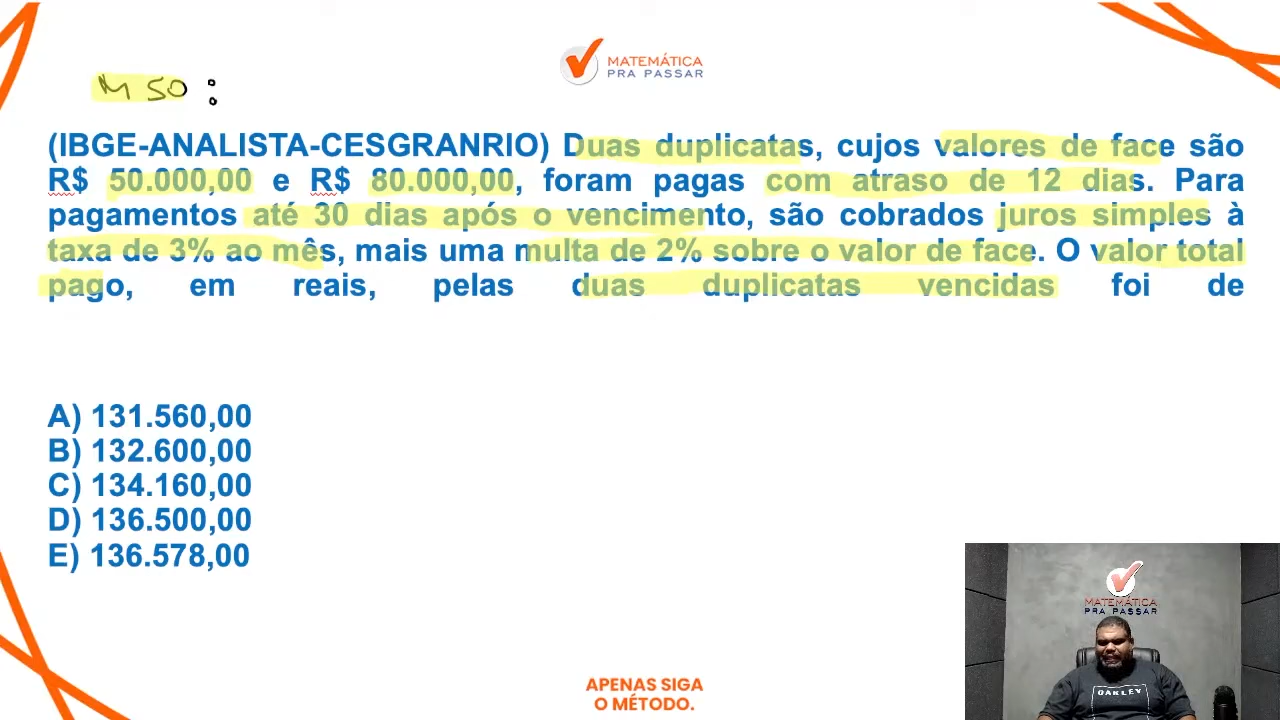 MATEMÁTICA
PRA PASSAR
M 50 :
(IBGE-ANALISTA-CESGRANRIO) Duas duplicatas, cujos valores de face são
R$ 50.000,00 e R$ 80.000,00, foram pagas com atraso de 12 dias. Para
pagamentos até 30 dias após o vencimento, são cobrados juros simples à
taxa de 3% ao mês, mais uma multa de 2% sobre o valor de face. O valor total
pago, em reais, pelas duas duplicatas vencidas foi de
A) 131.560,00
B) 132.600,00
C) 134.160,00
D) 136.500,00
E) 136.578,00
MATEMÁTICA
PRA PASSAR
OAKLEY
APENAS SIGA
O MÉTODO.